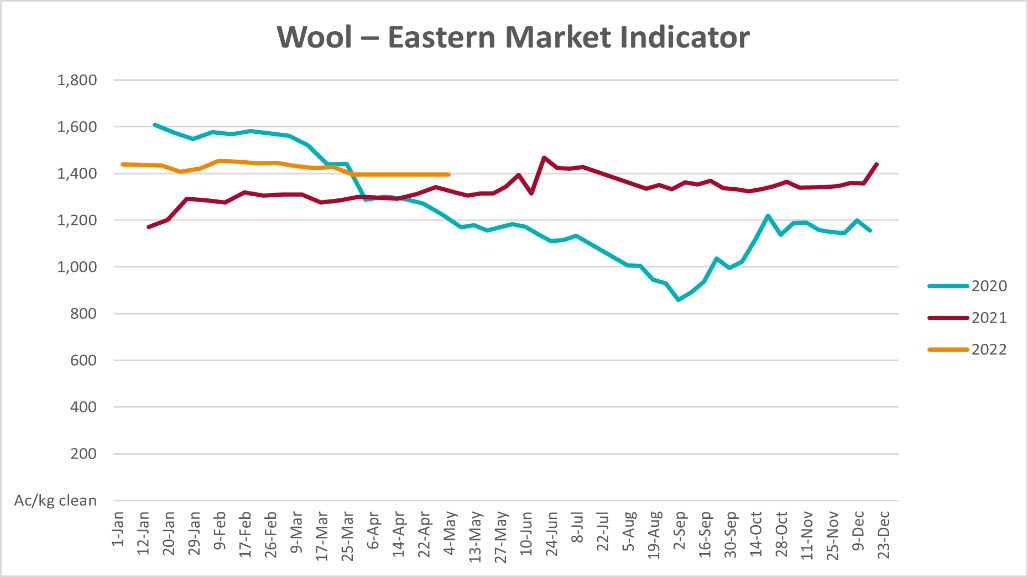 Wool – Eastern Market Indicator
1,800
1,600
1,400
1,200
1,000
800
600
400
200
Ac/kg clean
1-Jan
12-Jan
20-Jan
29-Jan
9-Feb
17-Feb
26-Feb
9-Mar
17-Mar
25-Mar
6-Apr
14-Apr
22-Apr
4-May
13-May
27-May
10-Jun
24-Jun
8-Jul
22-Jul
5-Aug
19-Aug
2-Sep
16-Sep
30-Sep
14-Oct
28-Oct
11-Nov
25-Nov
9-Dec
23-Dec
2020
2021
2022